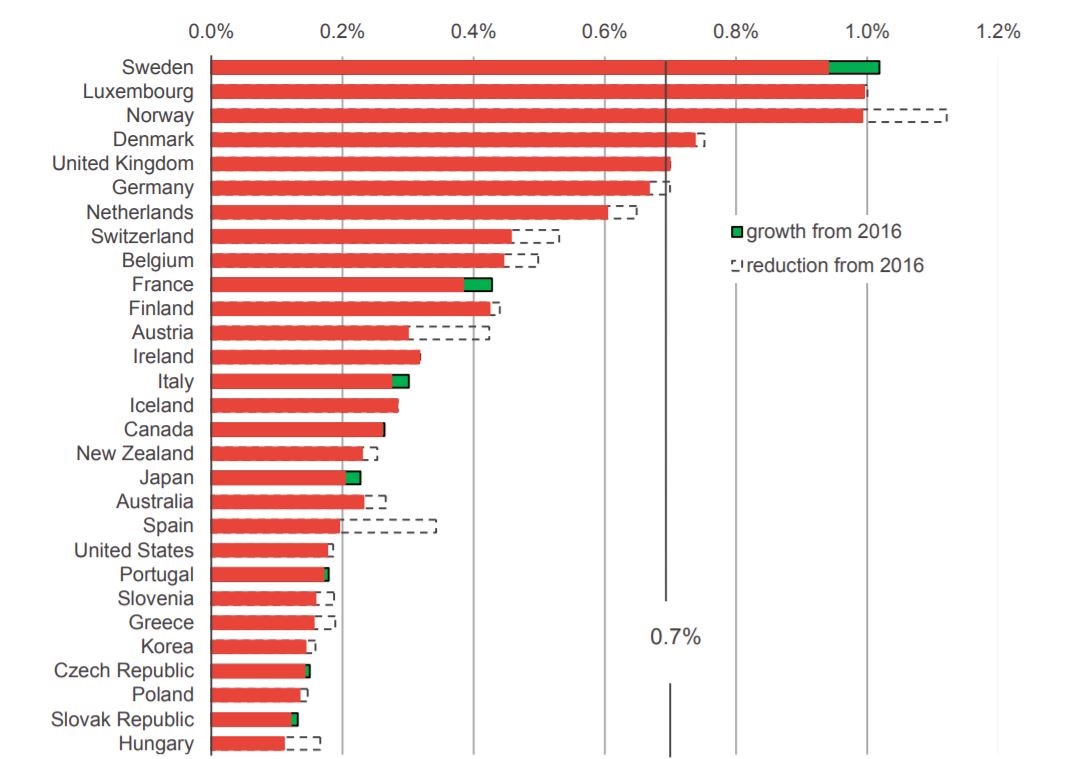 0.0% 0.2% 0.4% 0.6% 0.8% 1.0% 1.2%
Sweden
Luxembourg
Norway
Denmark
United Kingdom
Germany
Netherlands
Switzerland
growth from 2016
Belgium
reduction from 2016
France
Finland
Austria
Ireland
Italy
Iceland
Canada
New Zealand
Japan
Australia
Spain
United States
Portugal
Slovenia
Greece
0.7%
Korea
Czech Republic
Poland
Slovak Republic
Hungary